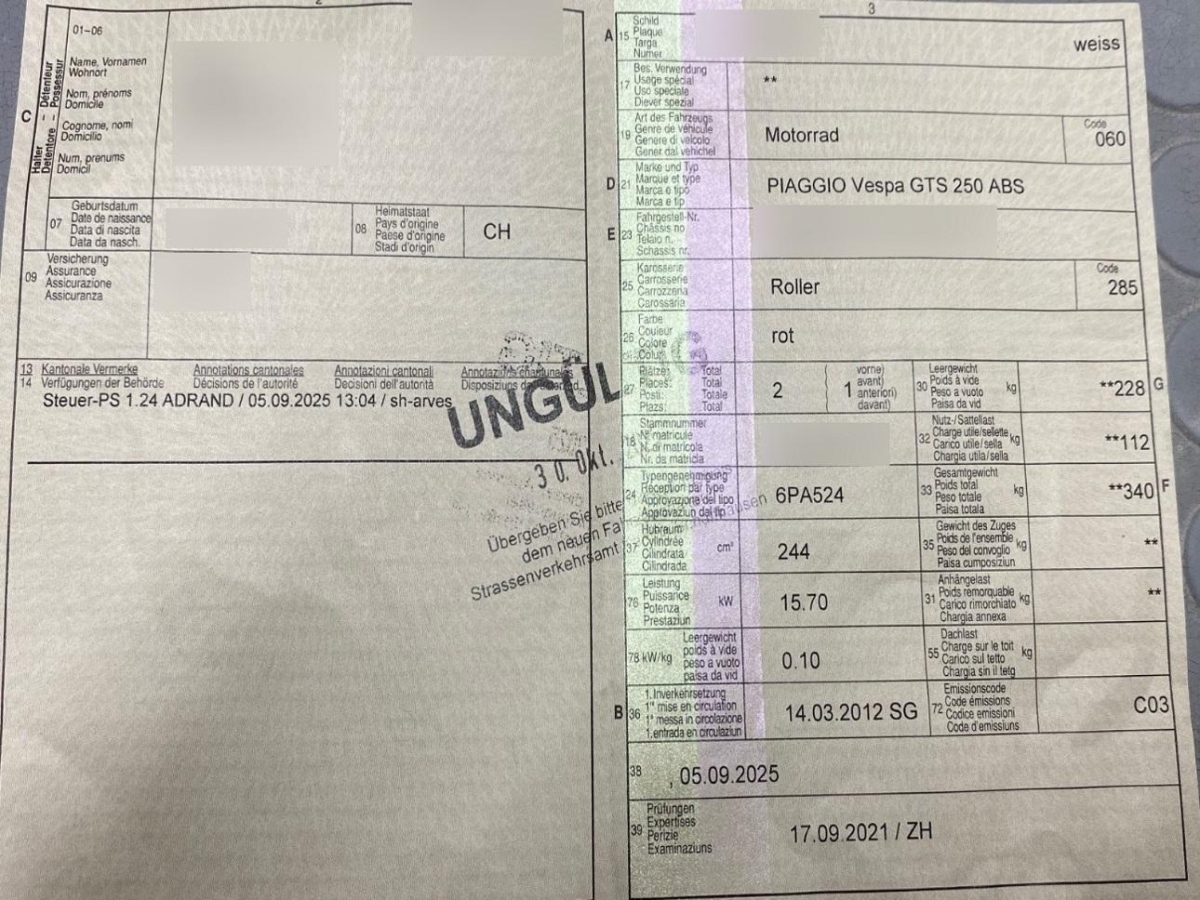 2
01-06
C
Halter - Détenteur
Detentore - Possessur
Name, Vornamen
Wohnort
Nom, prénoms
Domicile
Cognome, nomi
Domicilio
Num, prenums
Domicil
07
Geburtsdatum
Date de naissance
Data di nascita
Data da nasch.
08
Heimatstaat
Pays d'origine
Paese d'origine
Stadi d'origin
CH
09
Versicherung
Assurance
Assicurazione
Assicuranza
13 Kantonale Vermerke Annotations cantonales Annotazioni cantonali Annotaziuns chantunalas
14 Verfügungen der Behörde Décisions de l'autorité Decisioni dell'autorità Disposiziuns
Steuer-PS 1.24 ADRAND / 05.09.2025 13:04 / sh-arves
UNGÜL
30. Okt.
Übergeben Sie bitte
dem neuen Fa
Strassenverkehrsamt
3
A 15
Schild
Plaque
Targa
Numer
weiss
17
Bes. Verwendung
Usage spécial
Uso speciale
Diever spezial
**
19
Art des Fahrzeugs
Genre de véhicule
Genere di veicolo
Gener dal vehichel
Motorrad
Code
060
D 21
Marke und Typ
Marque et type
Marca e tipo
Marca e tip
PIAGGIO Vespa GTS 250 ABS
E 23
Fahrgestell-Nr.
Châssis no
Telaio n.
Schassis nr.
25
Karosserie
Carrosserie
Carrozzeria
Carossaria
Roller
Code
285
26
Farbe
Couleur
Colore
Colur
rot
27
Plätze: Total
Places: Total
Posti: Totale
Plazs: Total
2
1
vorne)
avant)
anteriori)
davant)
30
Leergewicht
Poids à vide
Peso a vuoto
Paisa da vid
kg
**228 G
18
Stammnummer
N° matricule
N. di matricola
Nr. da matricla
32
Nutz-/Sattellast
Charge utile/sellette
Carico utile/sella
Chargia utila/sella
kg
**112
24
Typengenehmigung
Réception par type
Approvazione del tipo
Approvaziun dal tip
6PA524
33
Gesamtgewicht
Poids total
Peso totale
Paisa totala
kg
**340 F
37
Hubraum
Cylindrée
Cilindrata
Cilindrada
cm³
244
35
Gewicht des Zuges
Poids de l'ensemble
Peso del convoglio
Paisa cumposiziun
kg
**
76
Leistung
Puissance
Potenza
Prestaziun
kW
15.70
31
Anhängelast
Poids remorquable
Carico rimorchiato
Chargia annexa
kg
**
78 kW/kg
Leergewicht
poids à vide
peso a vuoto
paisa da vid
0.10
55
Dachlast
Charge sur le toit
Carico sul tetto
Chargia sin il tetg
kg
B 36
1. Inverkehrsetzung
1re mise en circulation
1a messa in circolazione
1. entrada en circulaziun
14.03.2012 SG
72
Emissionscode
Code émissions
Codice emissioni
Code d'emissiuns
C03
38
, 05.09.2025
39
Prüfungen
Expertises
Perizie
Examinaziuns
17.09.2021 / ZH